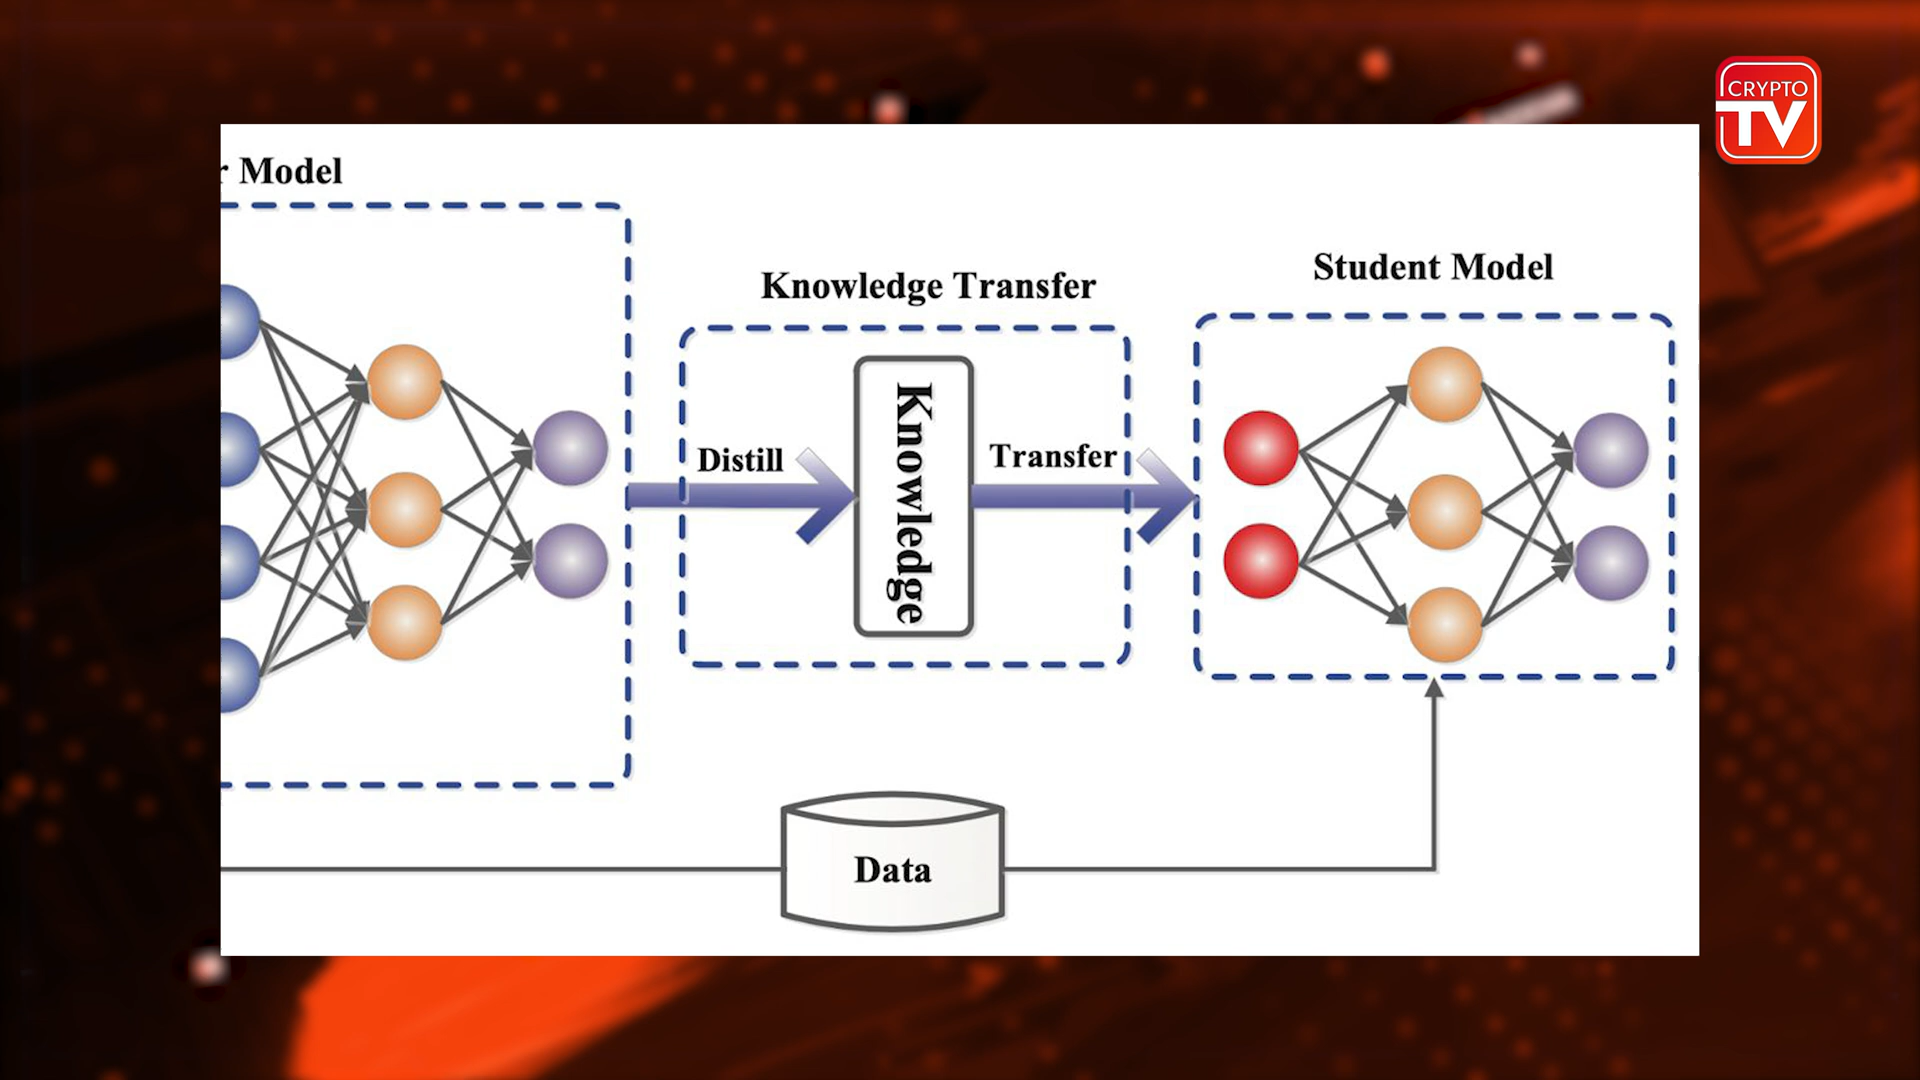 CRYPTO
TV
r Model
Knowledge Transfer
Student Model
Distill
Knowledge
Transfer
Data